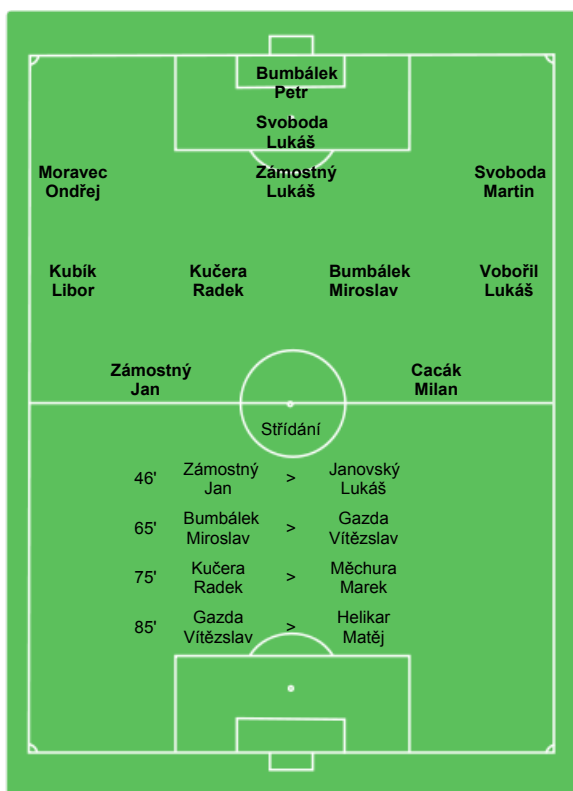 Bumbálek
Petr
Svoboda
Lukáš
Moravec
Ondřej
Zámostný
Lukáš
Svoboda
Martin
Kubík
Libor
Kučera
Radek
Bumbálek
Miroslav
Vobořil
Lukáš
Zámostný
Jan
Cacák
Milan
Střídání
46' Zámostný Jan > Janovský Lukáš
65' Bumbálek Miroslav > Gazda Vítězslav
75' Kučera Radek > Měchura Marek
85' Gazda Vítězslav > Helikar Matěj